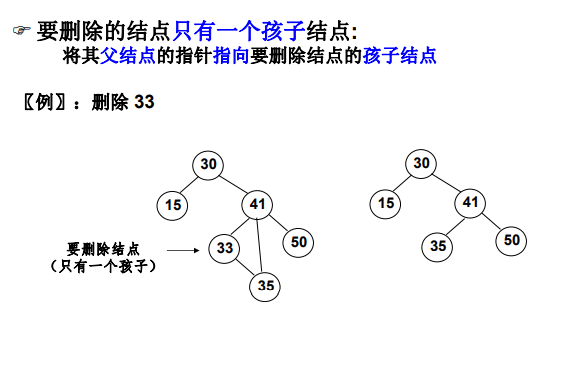 ☞ 要删除的结点只有一个孩子结点:
将其父结点的指针指向要删除结点的孩子结点
〖例〗：删除 33
30
15
41
33
50
35
要删除结点
（只有一个孩子）
30
15
41
35
50